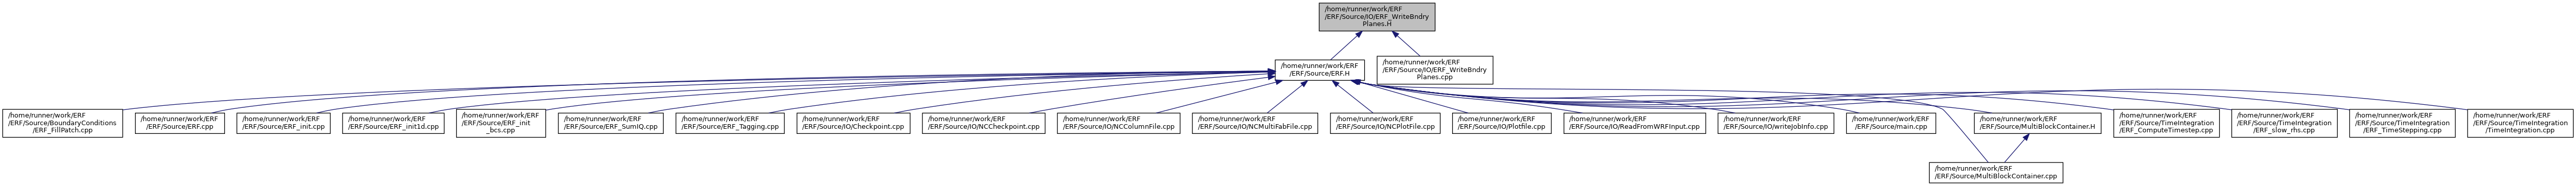 /home/runner/work/ERF
/ERF/Source/IO/ERF_WriteBndry
Planes.H
/home/runner/work/ERF
/ERF/Source/ERF.H
/home/runner/work/ERF
/ERF/Source/IO/ERF_WriteBndry
Planes.cpp
/home/runner/work/ERF
/ERF/Source/BoundaryConditions
/ERF_FillPatch.cpp
/home/runner/work/ERF
/ERF/Source/ERF.cpp
/home/runner/work/ERF
/ERF/Source/ERF_init.cpp
/home/runner/work/ERF
/ERF/Source/ERF_init1d.cpp
/home/runner/work/ERF
/ERF/Source/ERF_init
_bcs.cpp
/home/runner/work/ERF
/ERF/Source/ERF_SumIQ.cpp
/home/runner/work/ERF
/ERF/Source/ERF_Tagging.cpp
/home/runner/work/ERF
/ERF/Source/IO/Checkpoint.cpp
/home/runner/work/ERF
/ERF/Source/IO/NCCheckpoint.cpp
/home/runner/work/ERF
/ERF/Source/IO/NCColumnFile.cpp
/home/runner/work/ERF
/ERF/Source/IO/NCMultiFabFile.cpp
/home/runner/work/ERF
/ERF/Source/IO/NCPlotFile.cpp
/home/runner/work/ERF
/ERF/Source/IO/Plotfile.cpp
/home/runner/work/ERF
/ERF/Source/IO/ReadFromWRFInput.cpp
/home/runner/work/ERF
/ERF/Source/IO/writeJobInfo.cpp
/home/runner/work/ERF
/ERF/Source/main.cpp
/home/runner/work/ERF
/ERF/Source/MultiBlockContainer.H
/home/runner/work/ERF
/ERF/Source/TimeIntegration
/ERF_ComputeTimestep.cpp
/home/runner/work/ERF
/ERF/Source/TimeIntegration
/ERF_slow_rhs.cpp
/home/runner/work/ERF
/ERF/Source/TimeIntegration
/ERF_TimeStepping.cpp
/home/runner/work/ERF
/ERF/Source/TimeIntegration
/TimeIntegration.cpp
/home/runner/work/ERF
/ERF/Source/MultiBlockContainer.cpp